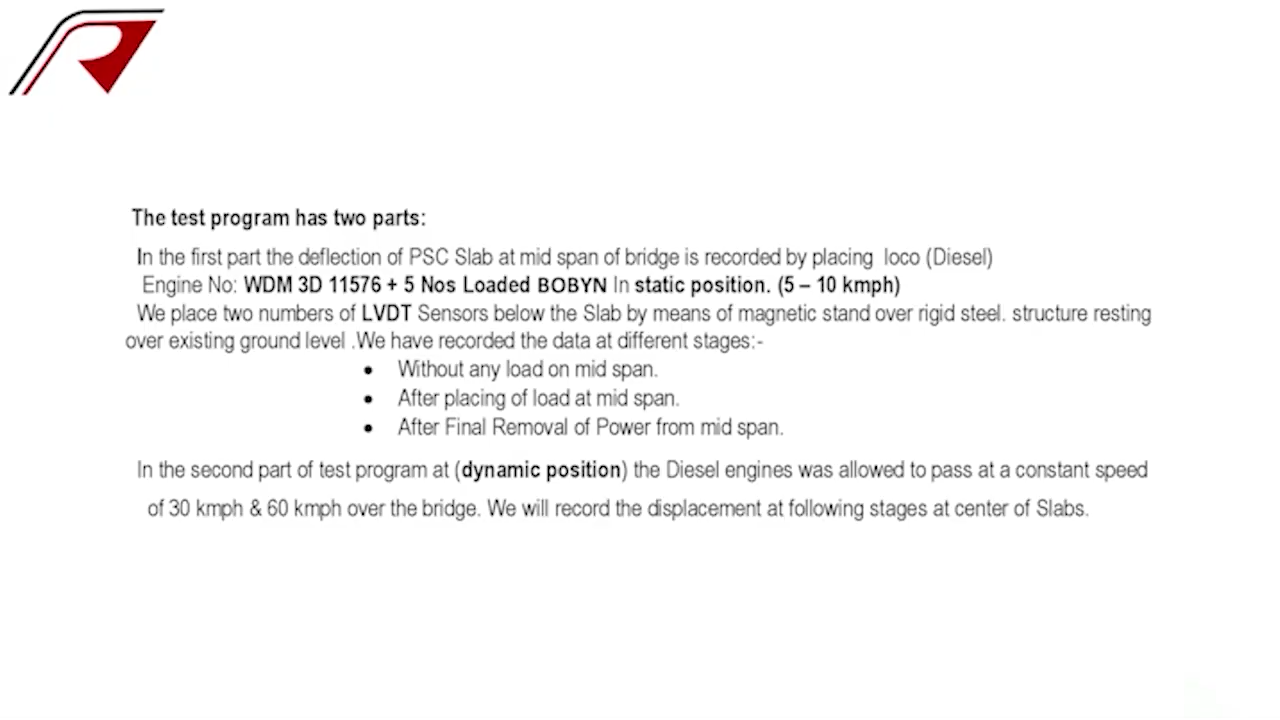 The test program has two parts:
In the first part the deflection of PSC Slab at mid span of bridge is recorded by placing loco (Diesel)
Engine No: WDM 3D 11576 + 5 Nos Loaded BOBYN In static position. (5 – 10 kmph)
We place two numbers of LVDT Sensors below the Slab by means of magnetic stand over rigid steel. structure resting
over existing ground level .We have recorded the data at different stages:-
• Without any load on mid span.
• After placing of load at mid span.
• After Final Removal of Power from mid span.
In the second part of test program at (dynamic position) the Diesel engines was allowed to pass at a constant speed
of 30 kmph & 60 kmph over the bridge. We will record the displacement at following stages at center of Slabs.